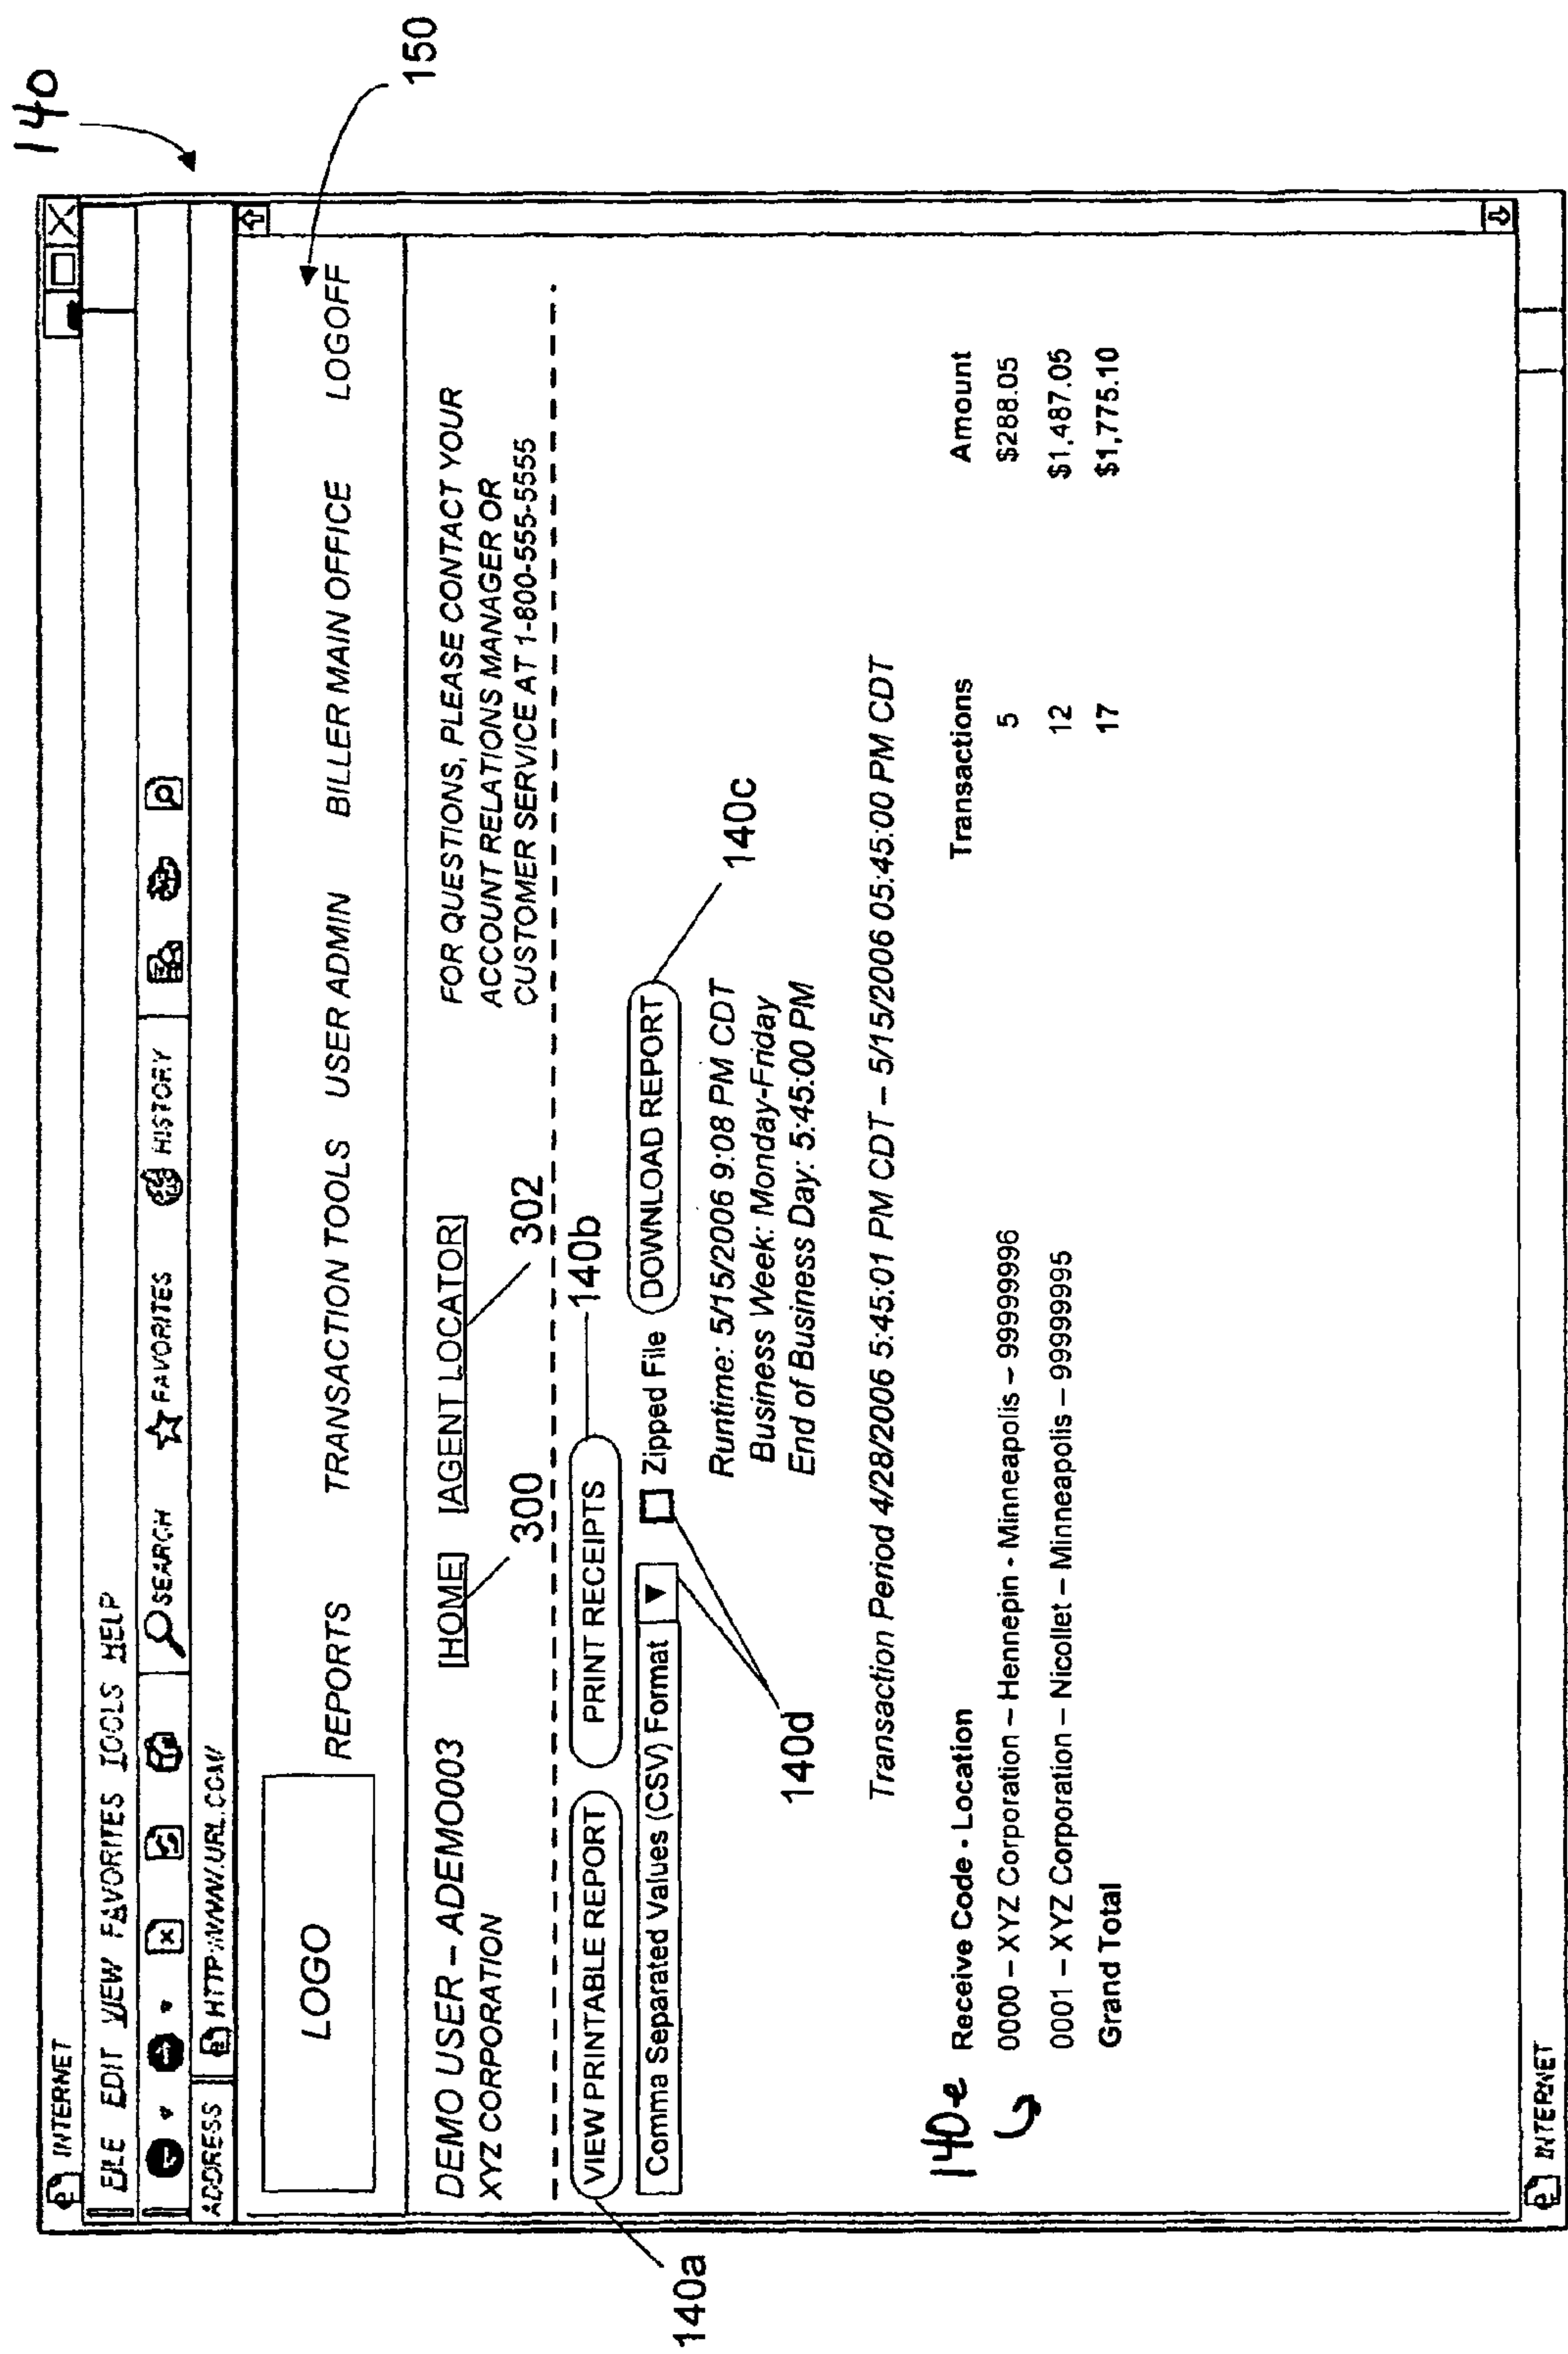 140
INTERNET
FILE EDIT VIEW FAVORITES TOOLS HELP
SEARCH FAVORITES HISTORY
ADDRESS HTTP://WWW.URL.COM/
150
LOGO
REPORTS TRANSACTION TOOLS USER ADMIN BILLER MAIN OFFICE LOGOFF
DEMO USER – ADEMO003 [HOME] [AGENT LOCATOR] FOR QUESTIONS, PLEASE CONTACT YOUR
XYZ CORPORATION ACCOUNT RELATIONS MANAGER OR
300 302 CUSTOMER SERVICE AT 1-800-555-5555
140b
VIEW PRINTABLE REPORT PRINT RECEIPTS
Comma Separated Values (CSV) Format ▼ Zipped File DOWNLOAD REPORT
140a
140c
Runtime: 5/15/2006 9:08 PM CDT
Business Week: Monday-Friday
140d End of Business Day: 5:45:00 PM
Transaction Period 4/28/2006 5:45:01 PM CDT – 5/15/2006 05:45:00 PM CDT
140e Receive Code - Location Transactions Amount
0000 – XYZ Corporation – Hennepin - Minneapolis – 99999996 5 $288.05
0001 – XYZ Corporation – Nicollet – Minneapolis – 99999995 12 $1,487.05
Grand Total 17 $1,775.10
INTERNET